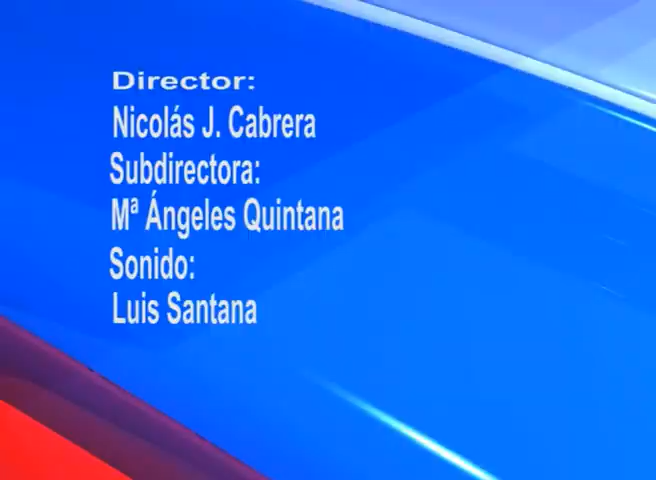 Director:
Nicolás J. Cabrera
Subdirectora:
Mª Ángeles Quintana
Sonido:
Luis Santana